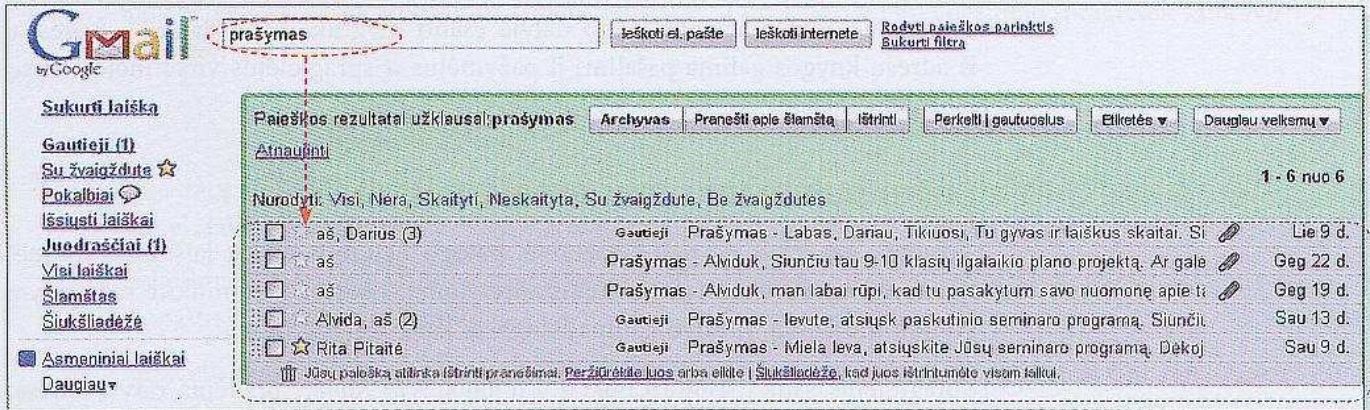 Gmail
by Google
prašymas
Ieškoti el. pašte
Ieškoti internete
Rodyti paieškos parinktis
Sukurti filtrą
Sukurti laišką
Gautieji (1)
Su žvaigždute
Pokalbiai
Išsiųsti laiškai
Juodraščiai (1)
Visi laiškai
Šlamštas
Šiukšliadėžė
Asmeniniai laiškai
Daugiau
Paieškos rezultatai užklausai: prašymas
Archyvas
Pranešti apie šlamštą
Ištrinti
Perkelti į gautuosius
Etiketės
Daugiau veiksmų
Atnaujinti
1 - 6 nuo 6
Nurodyti: Visi, Nėra, Skaityti, Neskaityta, Su žvaigždute, Be žvaigždutės
aš, Darius (3) Gautieji Prašymas - Labas, Dariau, Tikiuosi, Tu gyvas ir laiškus skaitai. Si Lie 9 d.
aš Prašymas - Alviduk, Siunčiu tau 9-10 klasių ilgalaikio plano projektą. Ar gale Geg 22 d.
aš Prašymas - Alviduk, man labai rūpi, kad tu pasakytum savo nuomonę apie ta Geg 19 d.
Alvida, aš (2) Gautieji Prašymas - Ievute, atsiųsk paskutinio seminaro programą. Siunčiu Sau 13 d.
Rita Pitaitė Gautieji Prašymas - Miela Ieva, atsiųskite Jūsų seminaro programą. Dėkoj Sau 9 d.
Jūsų paiešką atitinka ištrinti pranešimai. Peržiūrėkite juos arba eikite į Šiukšliadėžę, kad juos ištrintumėte visam laikui.